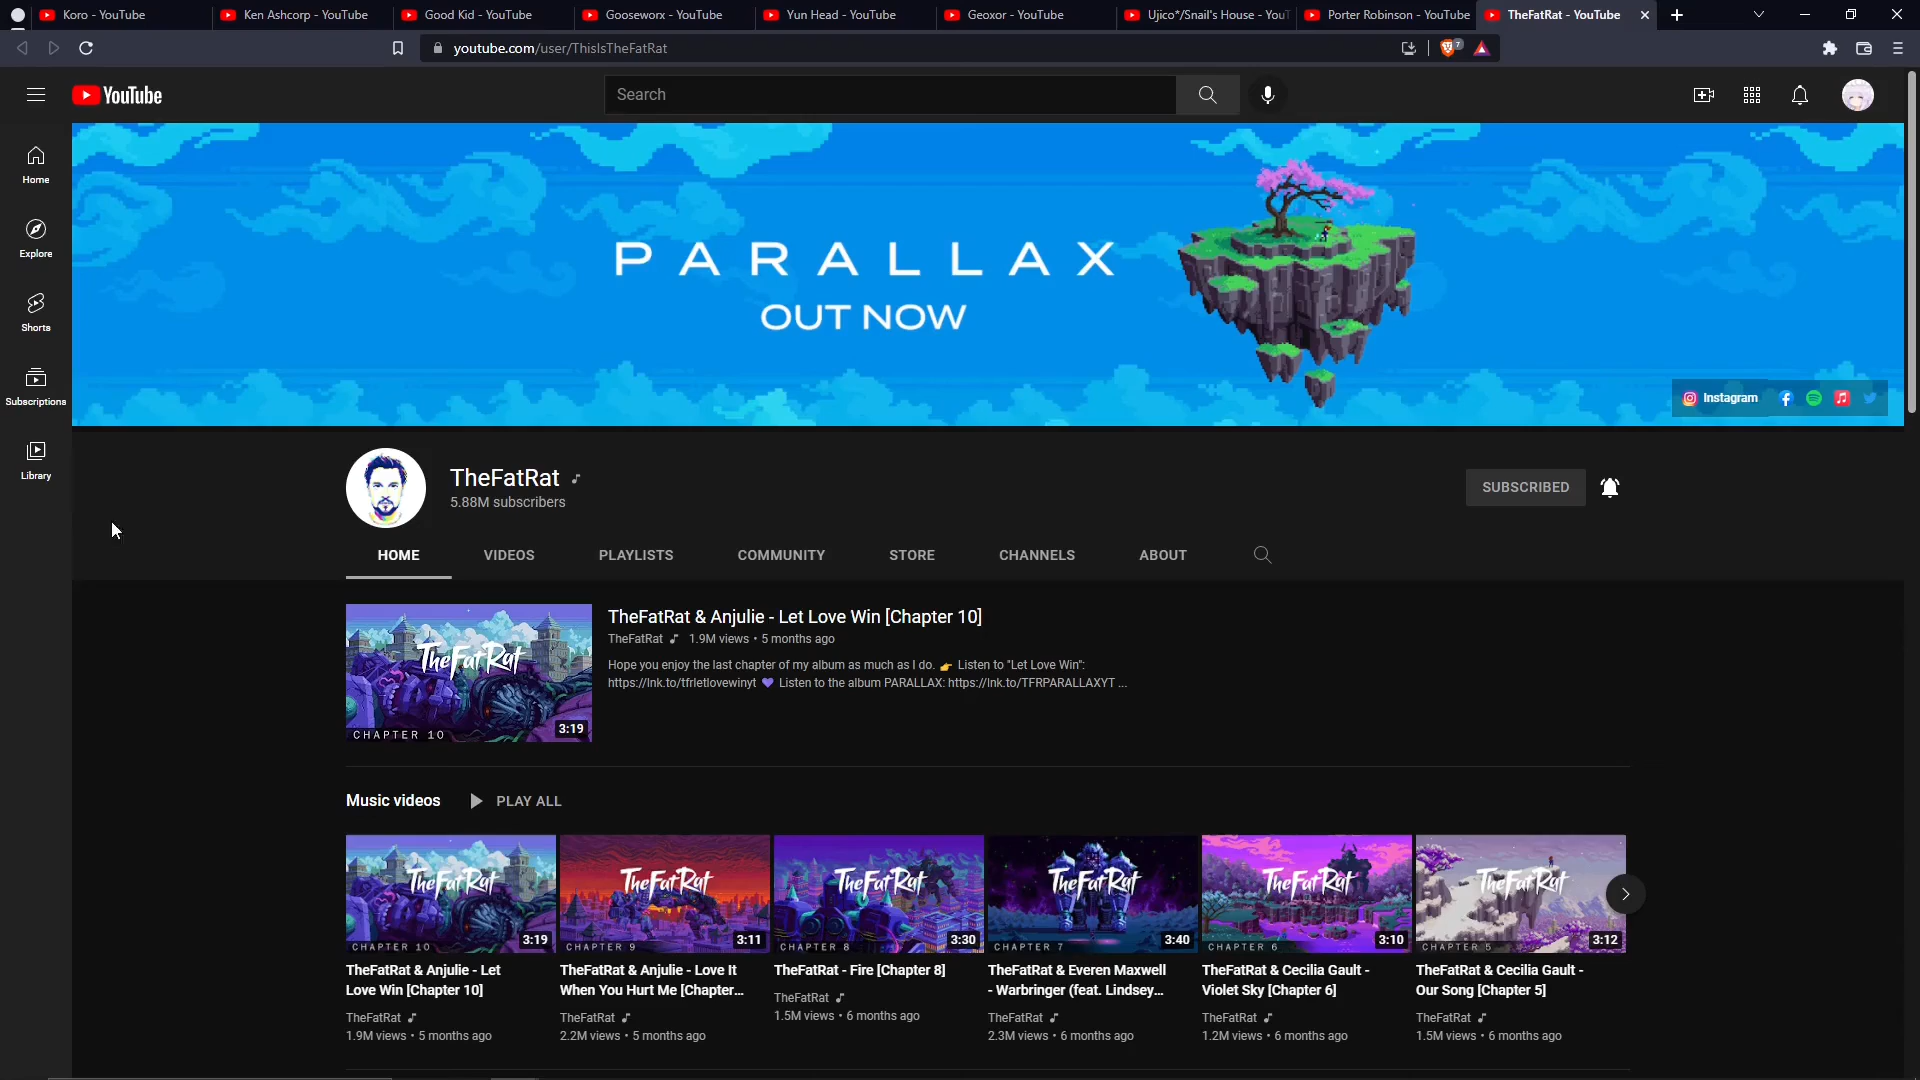 Koro - YouTube
Ken Ashcorp - YouTube
Good Kid - YouTube
Gooseworx - YouTube
Yun Head - YouTube
Geoxor - YouTube
Ujico*/Snail's House - YouT
Porter Robinson - YouTube
TheFatRat - YouTube
youtube.com/user/ThisIsTheFatRat
7
YouTube
Search
Home
Explore
Shorts
Subscriptions
Library
PARALLAX
OUT NOW
Instagram
TheFatRat
5.88M subscribers
SUBSCRIBED
HOME
VIDEOS
PLAYLISTS
COMMUNITY
STORE
CHANNELS
ABOUT
TheFatRat
CHAPTER 10
3:19
TheFatRat & Anjulie - Let Love Win [Chapter 10]
TheFatRat 1.9M views • 5 months ago
Hope you enjoy the last chapter of my album as much as I do. 👉 Listen to "Let Love Win":
https://lnk.to/tfrletlovewinyt 💜 Listen to the album PARALLAX: https://lnk.to/TFRPARALLAXYT ...
Music videos
PLAY ALL
TheFatRat
CHAPTER 10
3:19
TheFatRat & Anjulie - Let
Love Win [Chapter 10]
TheFatRat
1.9M views • 5 months ago
TheFatRat
CHAPTER 9
3:11
TheFatRat & Anjulie - Love It
When You Hurt Me [Chapter...
TheFatRat
2.2M views • 5 months ago
TheFatRat
CHAPTER 8
3:30
TheFatRat - Fire [Chapter 8]
TheFatRat
1.5M views • 6 months ago
TheFatRat
CHAPTER 7
3:40
TheFatRat & Everen Maxwell
- Warbringer (feat. Lindsey...
TheFatRat
2.3M views • 6 months ago
TheFatRat
CHAPTER 6
3:10
TheFatRat & Cecilia Gault -
Violet Sky [Chapter 6]
TheFatRat
1.2M views • 6 months ago
TheFatRat
CHAPTER 5
3:12
TheFatRat & Cecilia Gault -
Our Song [Chapter 5]
TheFatRat
1.5M views • 6 months ago